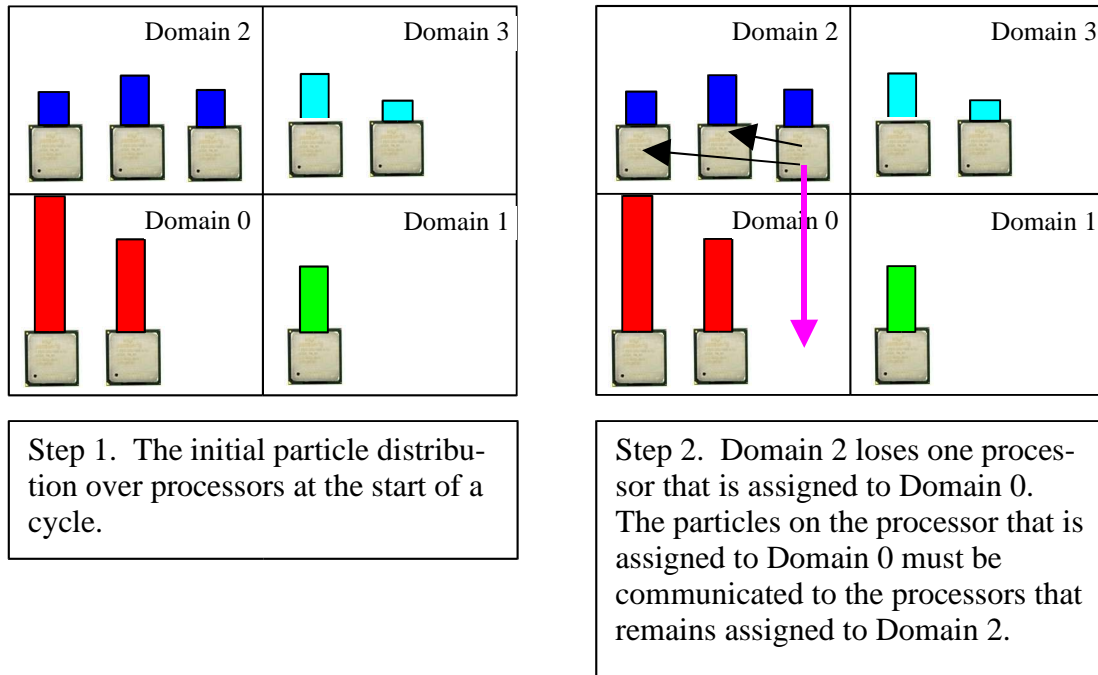 Domain 2
Domain 3
Domain 0
Domain 1
Step 1. The initial particle distribu-
tion over processors at the start of a
cycle.
Domain 2
Domain 3
Domain 0
Domain 1
Step 2. Domain 2 loses one proces-
sor that is assigned to Domain 0.
The particles on the processor that is
assigned to Domain 0 must be
communicated to the processors that
remains assigned to Domain 2.